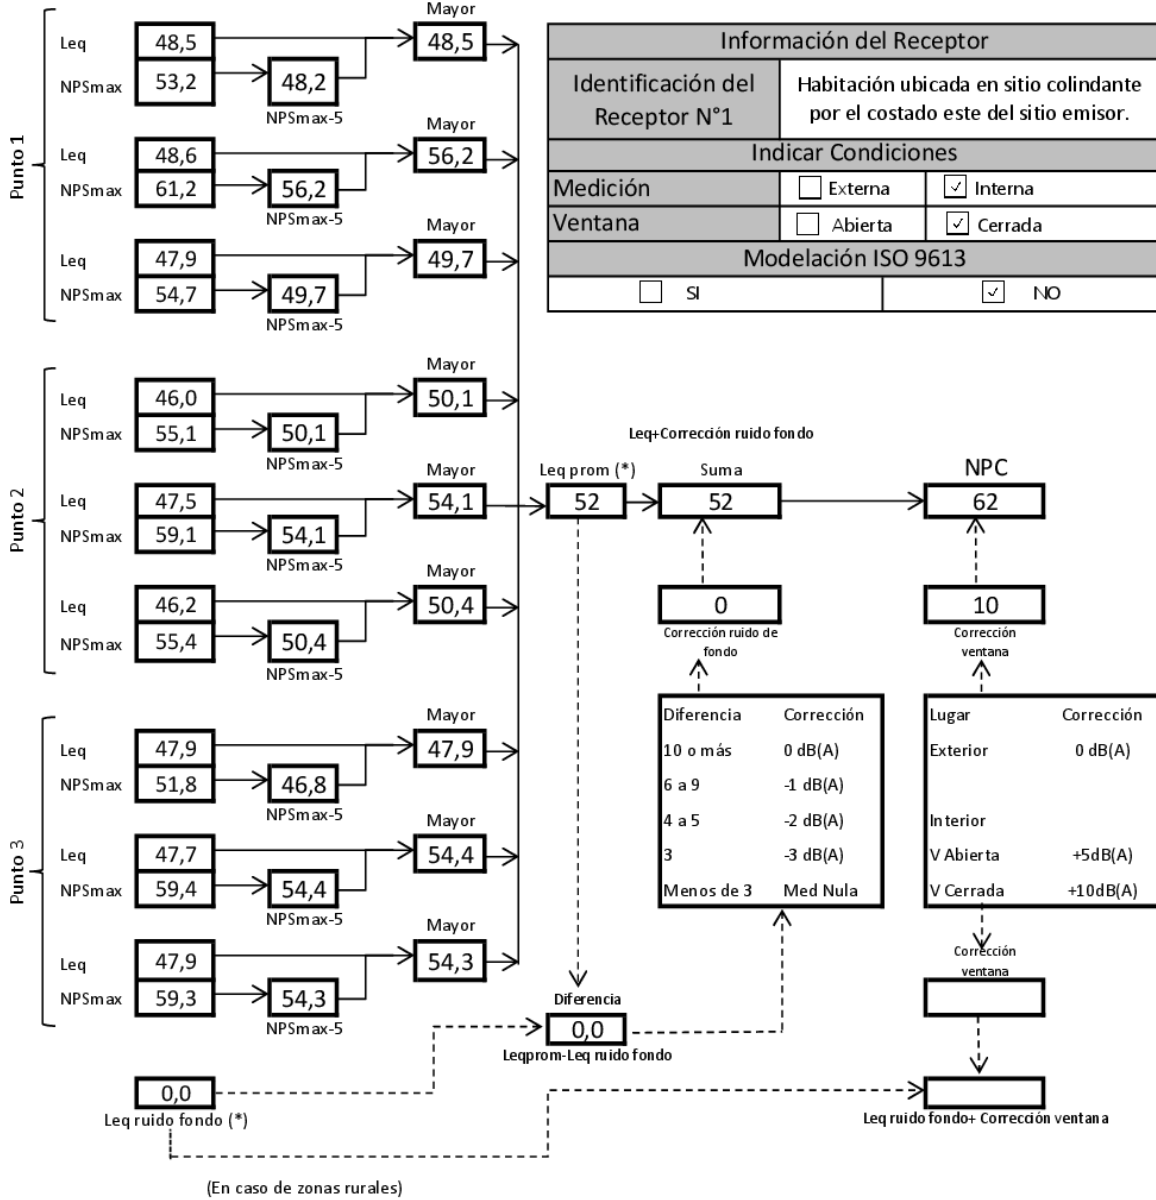 Mayor
Leq 48,5 48,5
NPSmax 53,2 48,2
NPSmax-5
Mayor
Leq 48,6 56,2
NPSmax 61,2 56,2
NPSmax-5
Punto 1
Mayor
Leq 47,9 49,7
NPSmax 54,7 49,7
NPSmax-5
Información del Receptor
Identificación del Receptor N°1
Habitación ubicada en sitio colindante
por el costado este del sitio emisor.
Indicar Condiciones
Medición Externa ✓ Interna
Ventana Abierta ✓ Cerrada
Modelación ISO 9613
SI ✓ NO
Mayor
Leq 46,0 50,1
NPSmax 55,1 50,1
NPSmax-5
Mayor
Leq 47,5 54,1
NPSmax 59,1 54,1
NPSmax-5
Punto 2
Mayor
Leq 46,2 50,4
NPSmax 55,4 50,4
NPSmax-5
Mayor
Leq 47,9 47,9
NPSmax 51,8 46,8
NPSmax-5
Mayor
Leq 47,7 54,4
NPSmax 59,4 54,4
NPSmax-5
Punto 3
Mayor
Leq 47,9 54,3
NPSmax 59,3 54,3
NPSmax-5
Leq+Corrección ruido fondo
Leq prom (*) Suma NPC
52 52 62
0 10
Corrección ruido de
fondo
Corrección
ventana
Diferencia Corrección
10 o más 0 dB(A)
6 a 9 -1 dB(A)
4 a 5 -2 dB(A)
3 -3 dB(A)
Menos de 3 Med Nula
Lugar Corrección
Exterior 0 dB(A)
Interior
V Abierta +5dB(A)
V Cerrada +10dB(A)
Corrección
ventana
Diferencia
0,0
Leqprom-Leq ruido fondo
0,0
Leq ruido fondo (*)
Leq ruido fondo+ Corrección ventana
(En caso de zonas rurales)